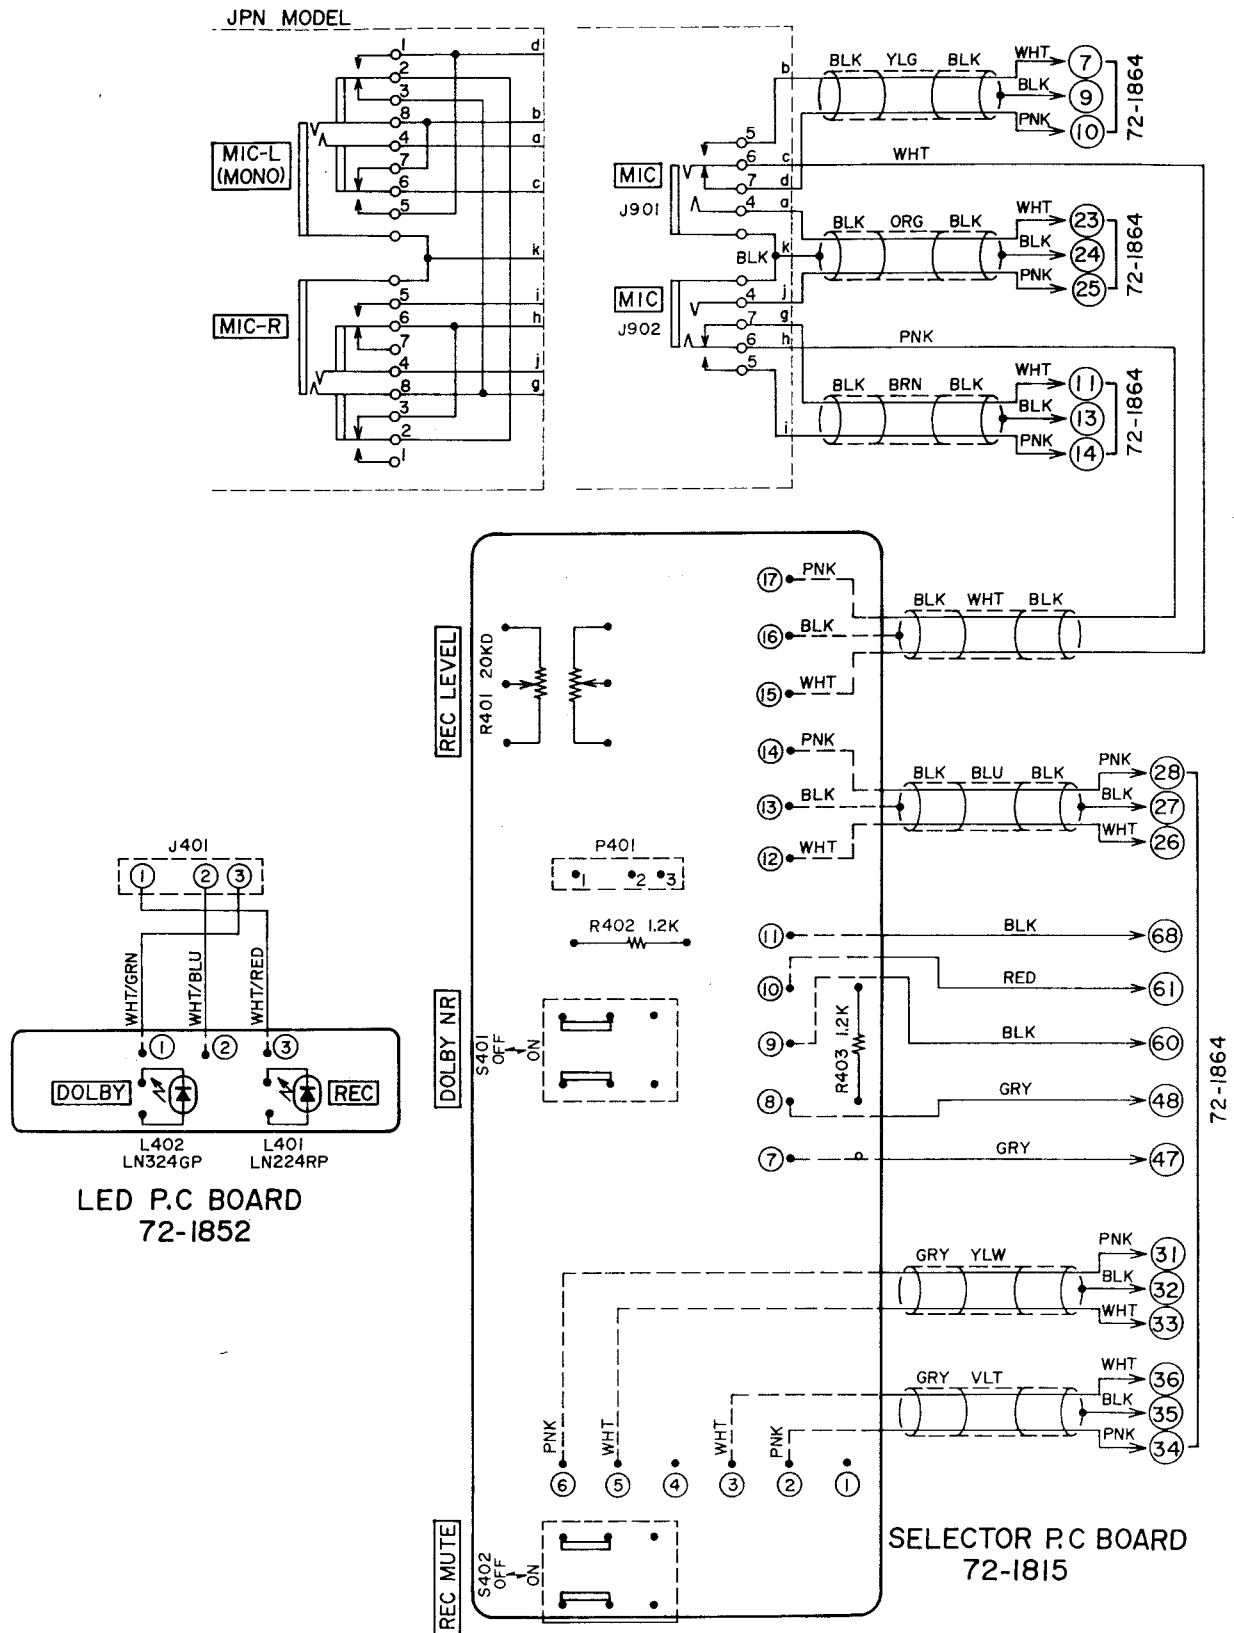 JPN MODEL
1
2
3
8
4
7
6
5
MIC-L
(MONO)
d
b
a
c
k
i
h
j
g
5
6
7
4
8
3
2
1
MIC-R
MIC
J901
MIC
J902
5
6
7
4
4
7
6
5
b
c
d
a
k
j
g
h
i
BLK
BLK YLG BLK
WHT 7
BLK 9
PNK 10
72-1864
WHT
BLK ORG BLK
WHT 23
BLK 24
PNK 25
72-1864
PNK
BLK BRN BLK
WHT 11
BLK 13
PNK 14
72-1864
REC LEVEL
R401 20KD
17 PNK
16 BLK
15 WHT
BLK WHT BLK
14 PNK
13 BLK
12 WHT
BLK BLU BLK
PNK 28
BLK 27
WHT 26
J401
1 2 3
WHT/GRN
WHT/BLU
WHT/RED
1 2 3
DOLBY
REC
L402
LN324GP
L401
LN224RP
LED P.C BOARD
72-1852
P401
1 2 3
R402 1.2K
DOLBY NR
S401
OFF
ON
11 BLK 68
10 RED 61
9 BLK 60
R403 1.2K
8 GRY 48
7 GRY 47
72-1864
GRY YLW
PNK 31
BLK 32
WHT 33
GRY VLT
WHT 36
BLK 35
PNK 34
PNK
WHT
WHT
PNK
6 5 4 3 2 1
REC MUTE
S402
OFF
ON
SELECTOR P.C BOARD
72-1815